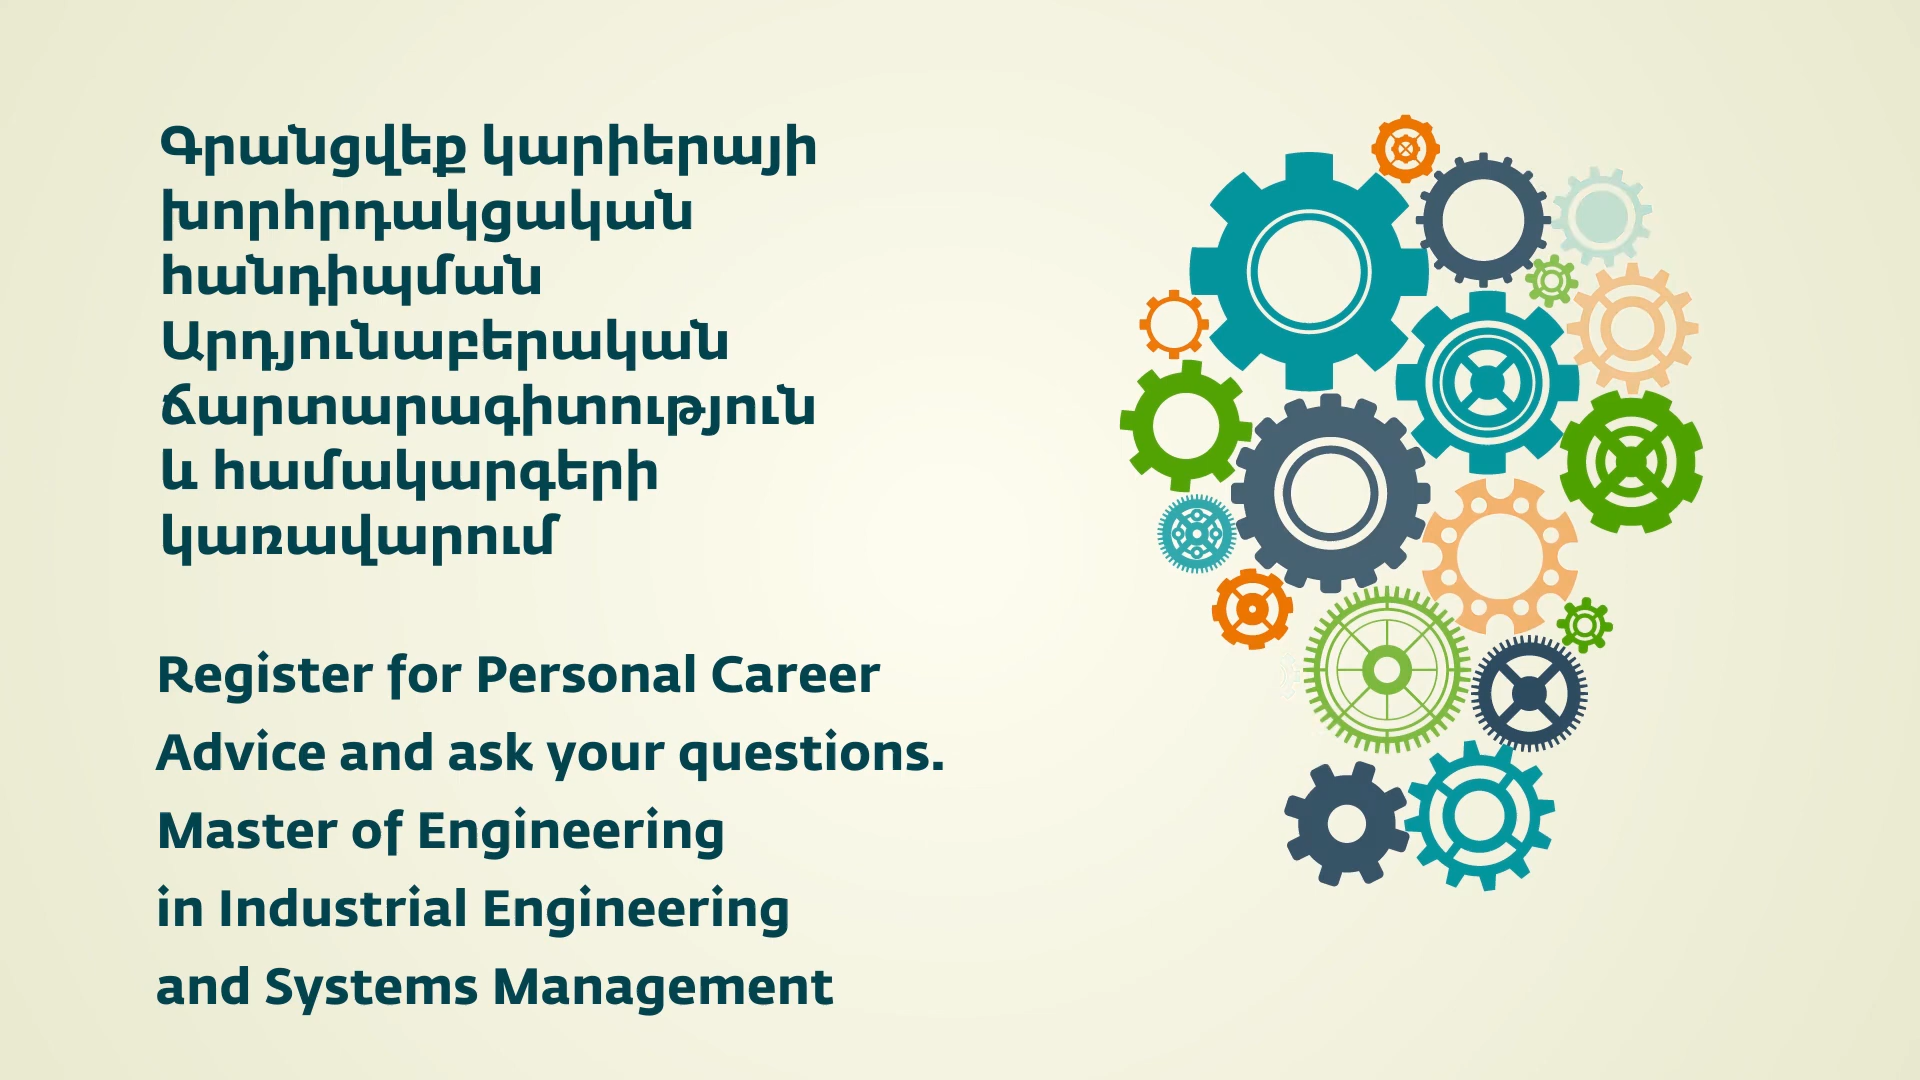 Գրանցվեք կարիերայի
խորհրդակցական
հանդիպման
Արդյունաբերական
ճարտարագիտություն
և համակարգերի
կառավարում
Register for Personal Career
Advice and ask your questions.
Master of Engineering
in Industrial Engineering
and Systems Management